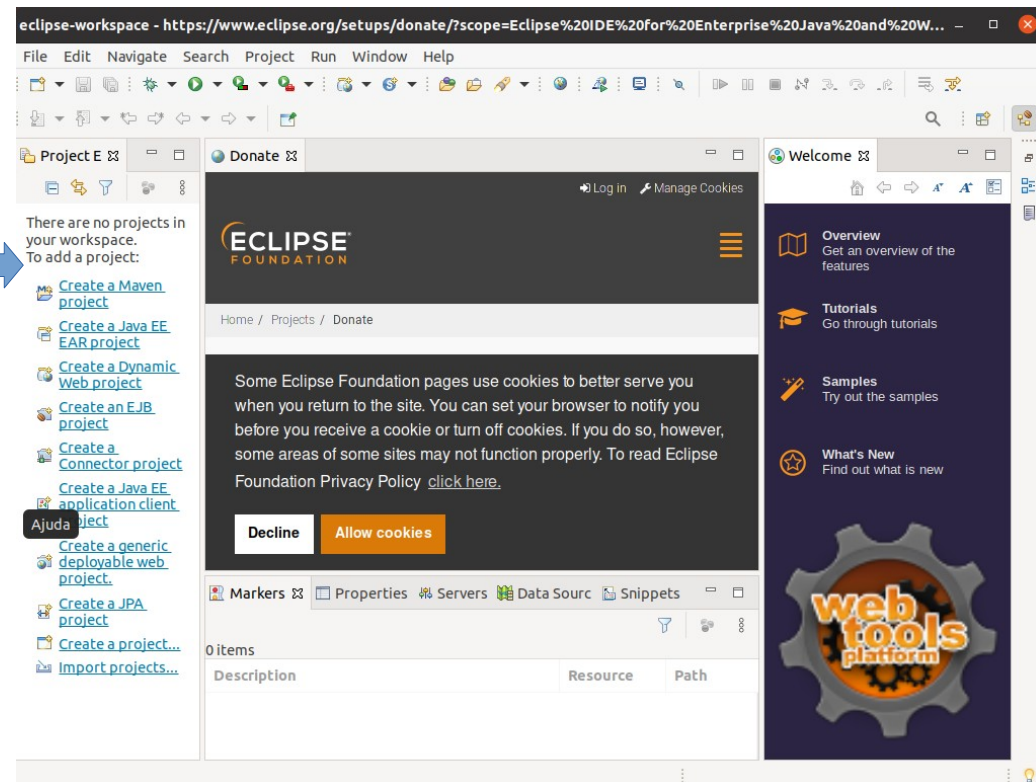 eclipse-workspace - https://www.eclipse.org/setups/donate/?scope=Eclipse%20IDE%20for%20Enterprise%20Java%20and%20W...
File Edit Navigate Search Project Run Window Help
Project E
There are no projects in
your workspace.
To add a project:
Create a Maven
project
Create a Java EE
EAR project
Create a Dynamic
Web project
Create an EJB
project
Create a
Connector project
Create a Java EE
application client
Ajuda
Create a generic
deployable web
project.
Create a JPA
project
Create a project...
Import projects...
Donate
Log in Manage Cookies
ECLIPSE
FOUNDATION
Home / Projects / Donate
Some Eclipse Foundation pages use cookies to better serve you
when you return to the site. You can set your browser to notify you
before you receive a cookie or turn off cookies. If you do so, however,
some areas of some sites may not function properly. To read Eclipse
Foundation Privacy Policy click here.
Decline Allow cookies
Markers Properties Servers Data Sourc Snippets
0 items
Description Resource Path
Welcome
Overview
Get an overview of the
features
Tutorials
Go through tutorials
Samples
Try out the samples
What's New
Find out what is new
web
tools
platform